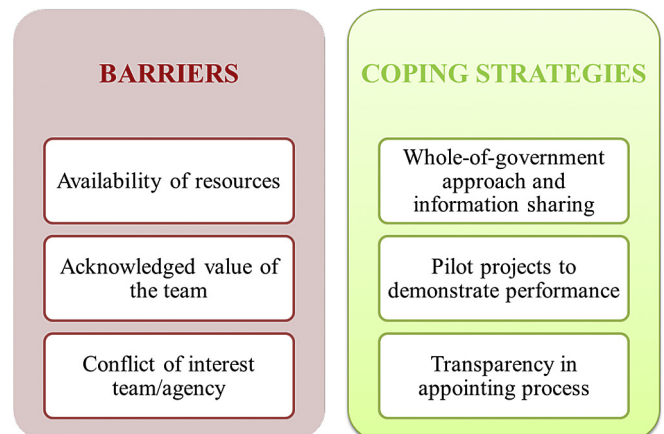 BARRIERS
Availability of resources
Acknowledged value of
the team
Conflict of interest
team/agency
COPING STRATEGIES
Whole-of-government
approach and
information sharing
Pilot projects to
demonstrate performance
Transparency in
appointing process